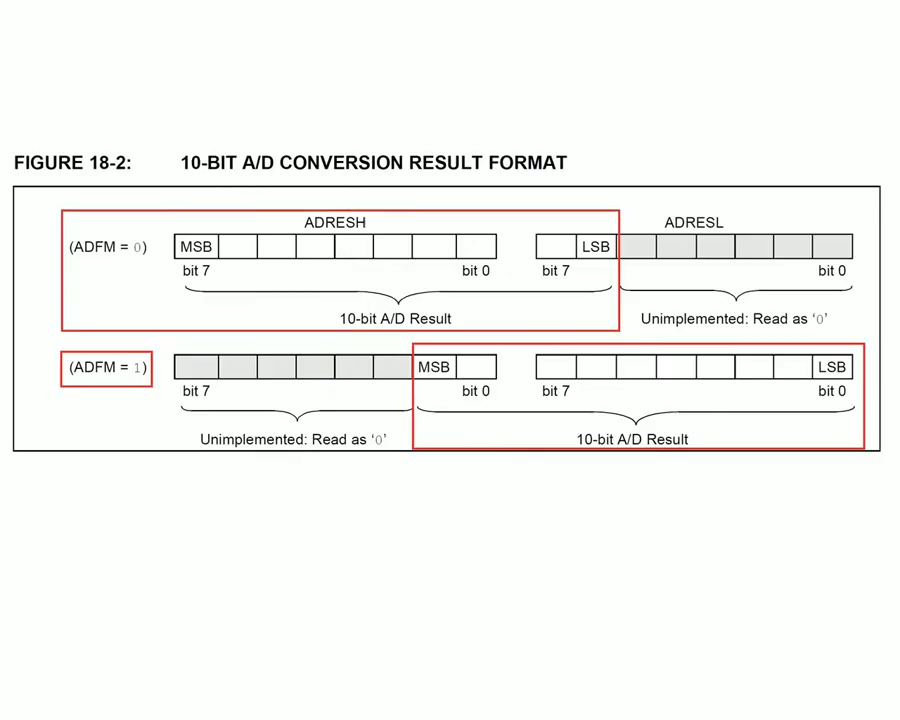 FIGURE 18-2: 10-BIT A/D CONVERSION RESULT FORMAT
ADRESH ADRESL
(ADFM = 0) MSB LSB
bit 7 bit 0 bit 7 bit 0
10-bit A/D Result Unimplemented: Read as ‘0’
(ADFM = 1) MSB LSB
bit 7 bit 0 bit 7 bit 0
Unimplemented: Read as ‘0’ 10-bit A/D Result